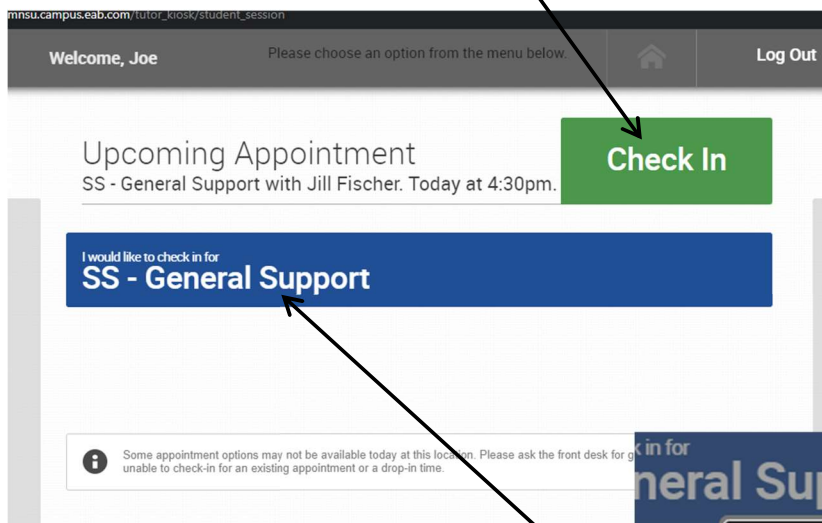 mnsu.campus.eab.com/tutor_kiosk/student_session
Welcome, Joe
Please choose an option from the menu below.
Log Out
Upcoming Appointment
SS - General Support with Jill Fischer. Today at 4:30pm.
Check In
I would like to check in for
SS - General Support
Some appointment options may not be available today at this location. Please ask the front desk for
unable to check-in for an existing appointment or a drop-in time.
in for